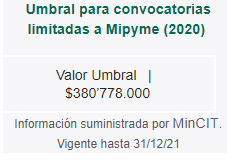 Umbral para convocatorias
limitadas a Mipyme (2020)
Valor Umbral |
$380'778.000
Información suministrada por MinCIT.
Vigente hasta 31/12/21